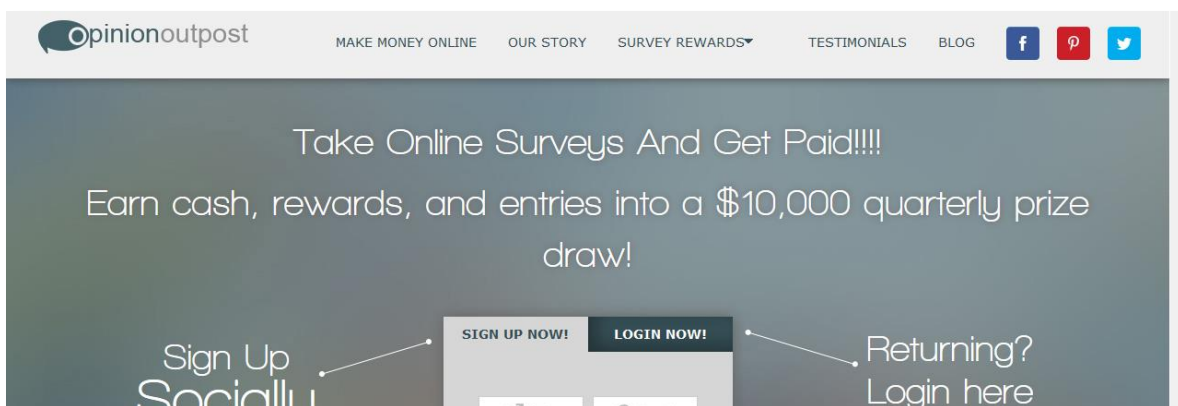 Opinionoutpost
MAKE MONEY ONLINE
OUR STORY
SURVEY REWARDS
TESTIMONIALS
BLOG
Take Online Surveys And Get Paid!!!!
Earn cash, rewards, and entries into a $10,000 quarterly prize
draw!
SIGN UP NOW!
LOGIN NOW!
Sign Up
Socially
Returning?
Login here